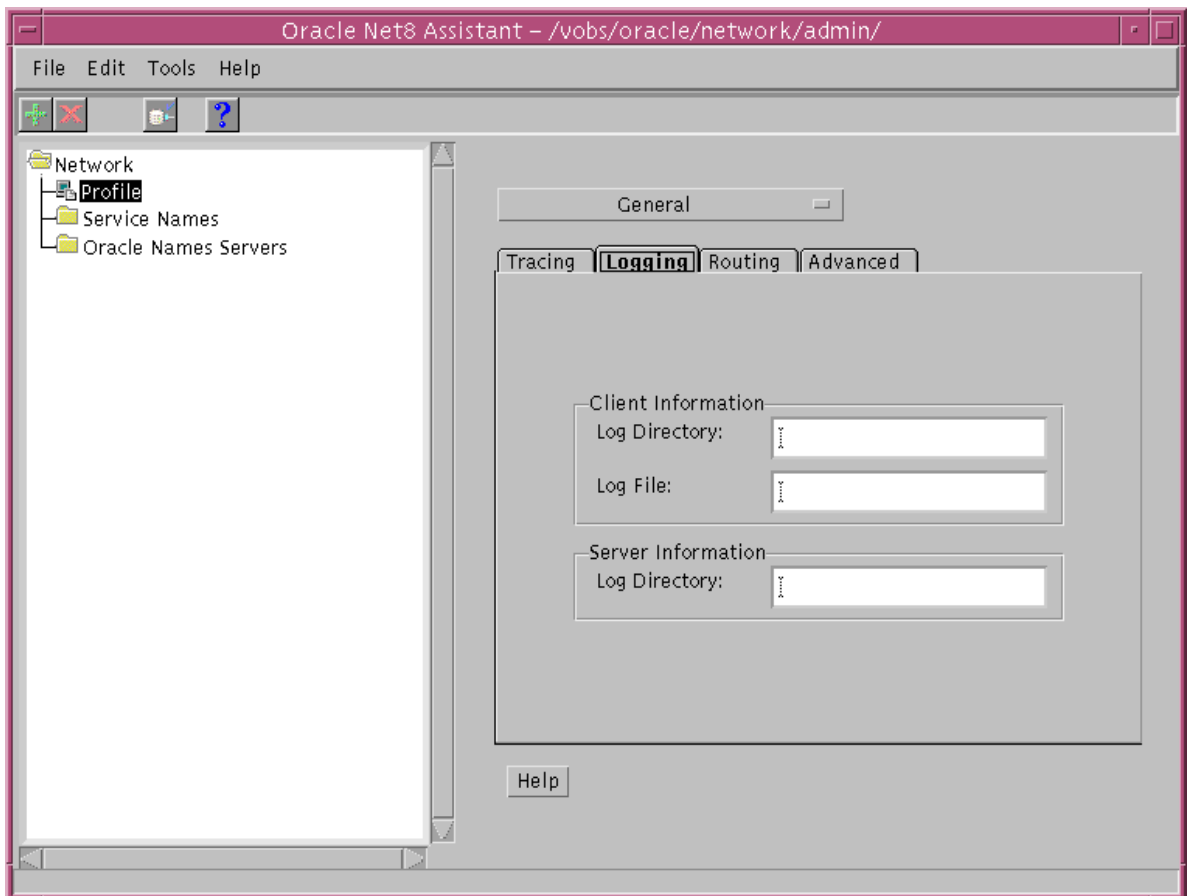 Oracle Net8 Assistant – /vobs/oracle/network/admin/
File Edit Tools Help
?
Network
Profile
Service Names
Oracle Names Servers
General
Tracing Logging Routing Advanced
Client Information
Log Directory:
Log File:
Server Information
Log Directory:
Help